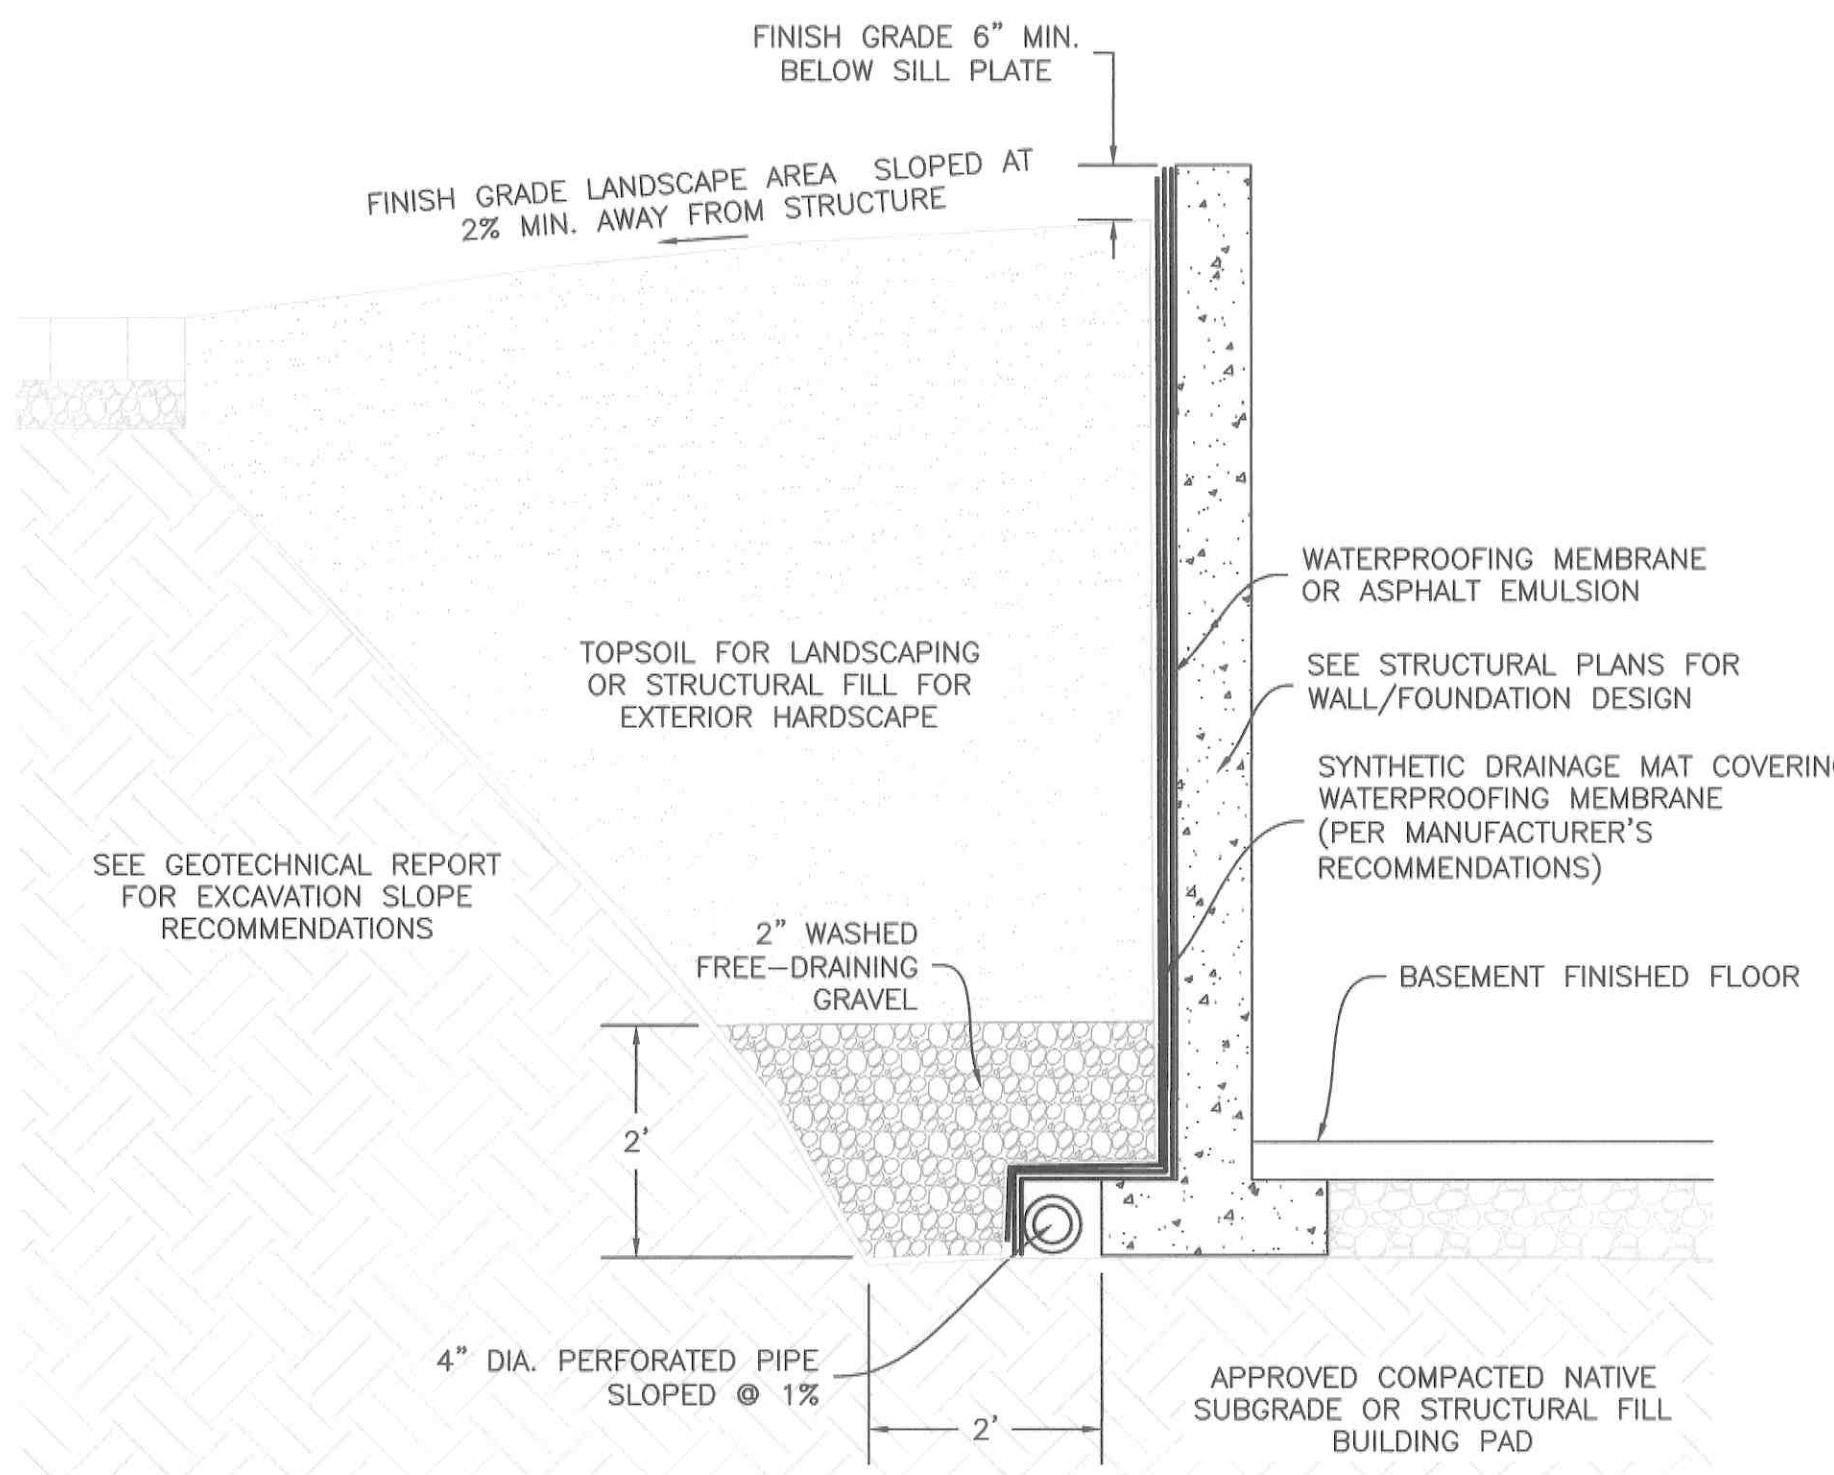 FINISH GRADE 6” MIN.
BELOW SILL PLATE
FINISH GRADE LANDSCAPE AREA SLOPED AT
2% MIN. AWAY FROM STRUCTURE
WATERPROOFING MEMBRANE
OR ASPHALT EMULSION
TOPSOIL FOR LANDSCAPING
OR STRUCTURAL FILL FOR
EXTERIOR HARDSCAPE
SEE STRUCTURAL PLANS FOR
WALL/FOUNDATION DESIGN
SYNTHETIC DRAINAGE MAT COVERING
WATERPROOFING MEMBRANE
(PER MANUFACTURER’S
RECOMMENDATIONS)
SEE GEOTECHNICAL REPORT
FOR EXCAVATION SLOPE
RECOMMENDATIONS
2” WASHED
FREE–DRAINING
GRAVEL
BASEMENT FINISHED FLOOR
2’
4” DIA. PERFORATED PIPE
SLOPED @ 1%
2’
APPROVED COMPACTED NATIVE
SUBGRADE OR STRUCTURAL FILL
BUILDING PAD